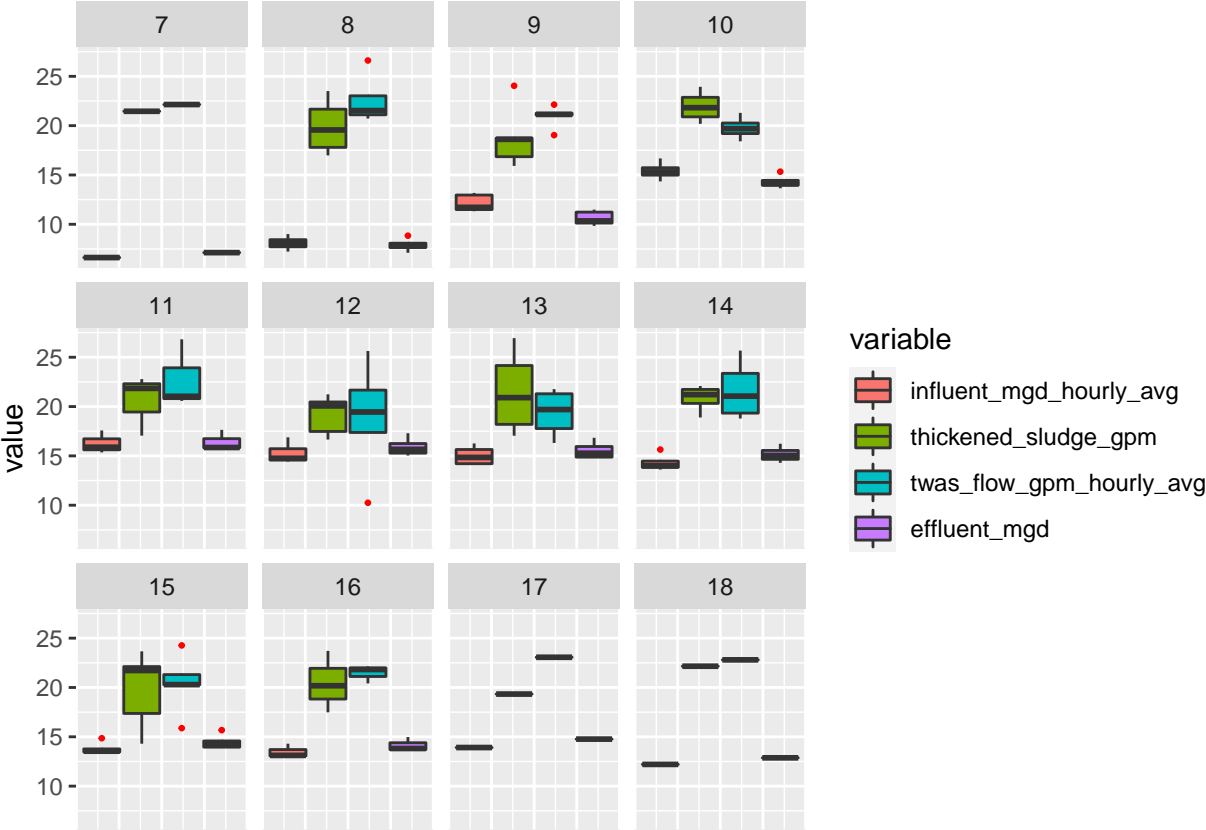 7 8 9 10
25
20
15
10
11 12 13 14
25
20
15
10
15 16 17 18
25
20
15
10
value
variable
influent_mgd_hourly_avg
thickened_sludge_gpm
twas_flow_gpm_hourly_avg
effluent_mgd